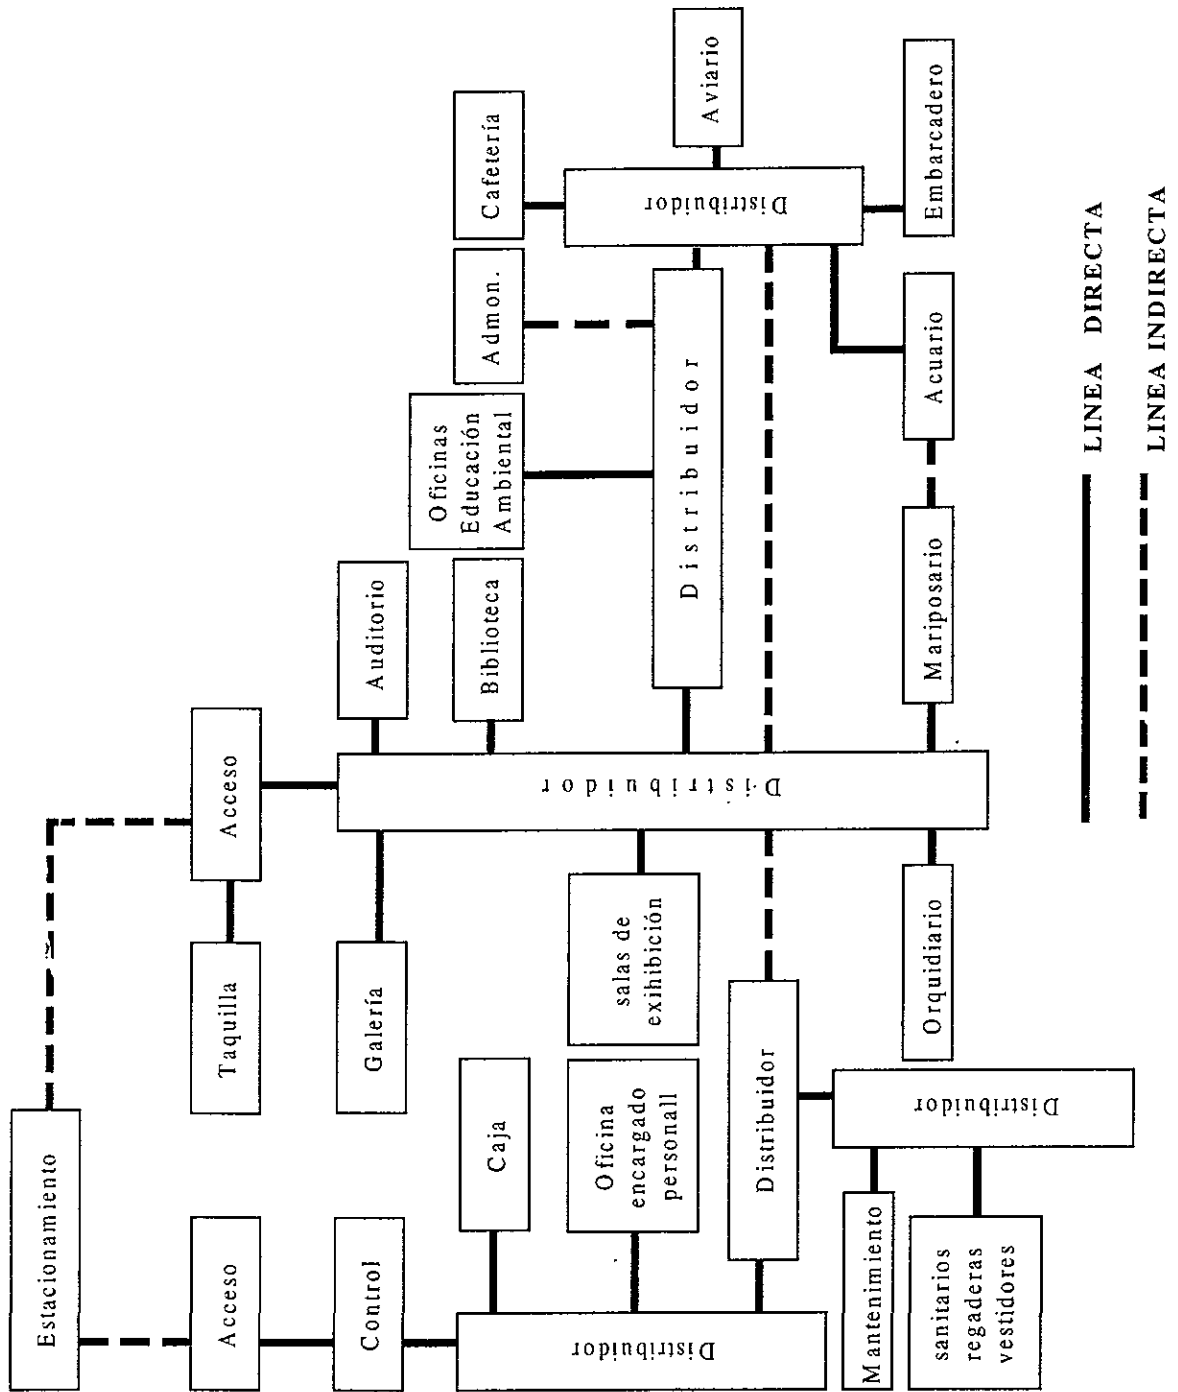 Estacionamiento
Acceso
Taquilla
Acceso
Control
Galería
Auditorio
Caja
Biblioteca
Oficinas
Educación
Ambiental
Admon.
Cafetería
Distribuidor
Oficina
encargado
personall
salas de
exihibición
Distribuidor
Distribuidor
Distribuidor
Aviario
Distribuidor
Mantenimiento
sanitarios
regaderas
vestidores
Distribuidor
Orquidiario
Mariposario
Acuario
Embarcadero
LINEA DIRECTA
LINEA INDIRECTA